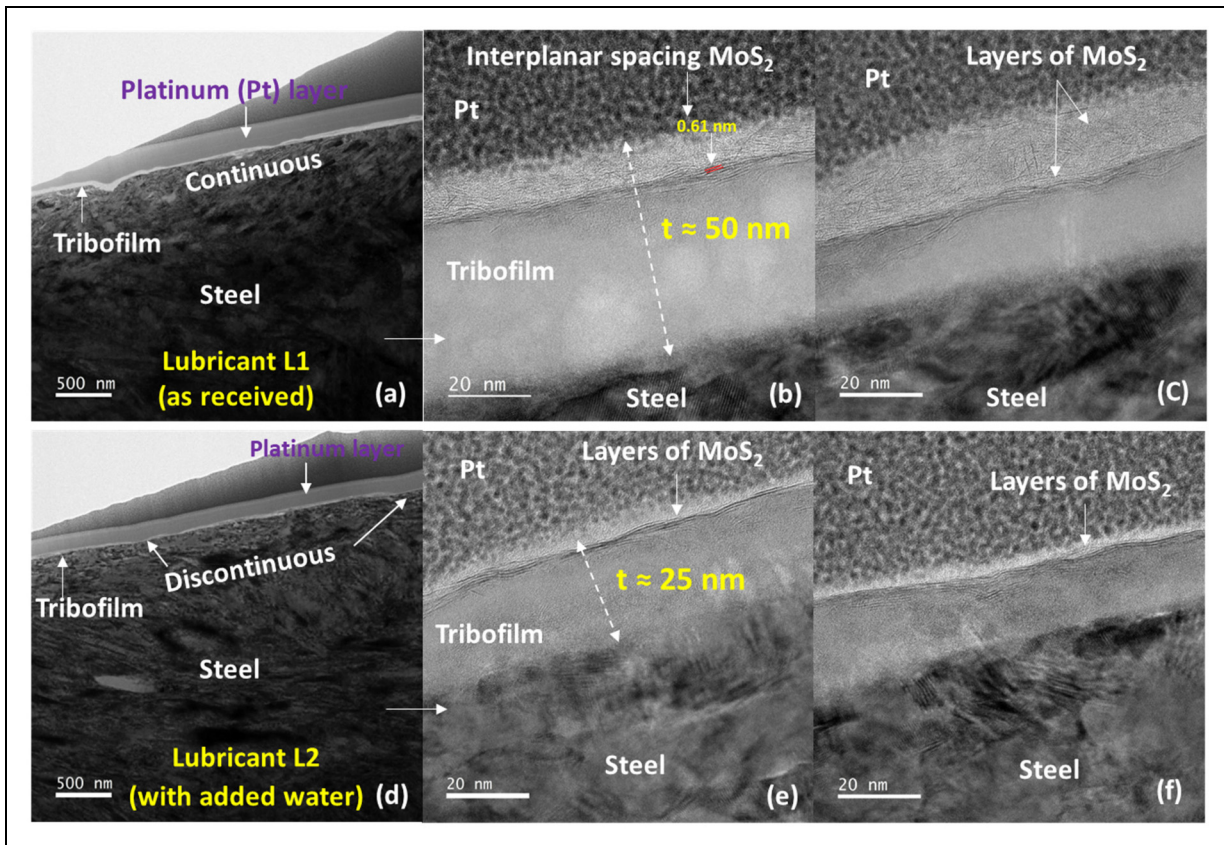 Platinum (Pt) layer
Continuous
Tribofilm
Steel
Lubricant L1
(as received)
500 nm
(a)
Interplanar spacing MoS₂
Pt
0.61 nm
t ≈ 50 nm
Tribofilm
20 nm
Steel
(b)
Layers of MoS₂
Pt
20 nm
Steel
(C)
Platinum layer
Discontinuous
Tribofilm
Steel
Lubricant L2
(with added water)
500 nm
(d)
Layers of MoS₂
Pt
t ≈ 25 nm
Tribofilm
Steel
20 nm
(e)
Pt
Layers of MoS₂
Steel
20 nm
(f)